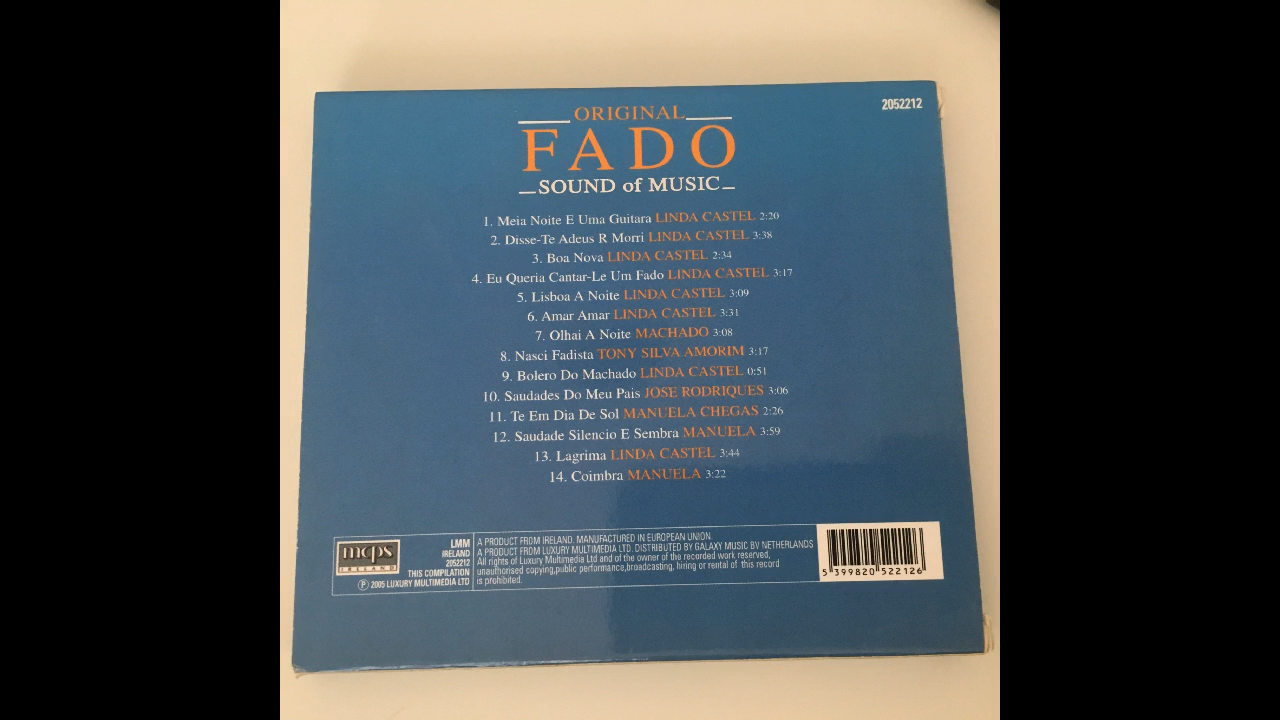 2052212
ORIGINAL
FADO
SOUND of MUSIC
1. Meia Noite E Uma Guitara LINDA CASTEL 2:20
2. Disse-Te Adeus R Morri LINDA CASTEL 3:38
3. Boa Nova LINDA CASTEL 2:34
4. Eu Queria Cantar-Le Um Fado LINDA CASTEL 3:17
5. Lisboa A Noite LINDA CASTEL 3:09
6. Amar Amar LINDA CASTEL 3:31
7. Olhai A Noite MACHADO 3:08
8. Nasci Fadista TONY SILVA AMORIM 3:17
9. Bolero Do Machado LINDA CASTEL 0:51
10. Saudades Do Meu Pais JOSE RODRIQUES 3:06
11. Te Em Dia De Sol MANUELA CHEGAS 2:26
12. Saudade Silencio E Sembra MANUELA 3:59
13. Lagrima LINDA CASTEL 3:44
14. Coimbra MANUELA 3:22
mcps
IRELAND
LMM
IRELAND
2052212
THIS COMPILATION
℗ 2005 LUXURY MULTIMEDIA LTD
A PRODUCT FROM IRELAND. MANUFACTURED IN EUROPEAN UNION.
A PRODUCT FROM LUXURY MULTIMEDIA LTD. DISTRIBUTED BY GALAXY MUSIC BV NETHERLANDS
All rights of Luxury Multimedia Ltd and of the owner of the recorded work reserved,
unauthorised copying,public performance,broadcasting, hiring or rental of this record
is prohibited.
5 399820 522126